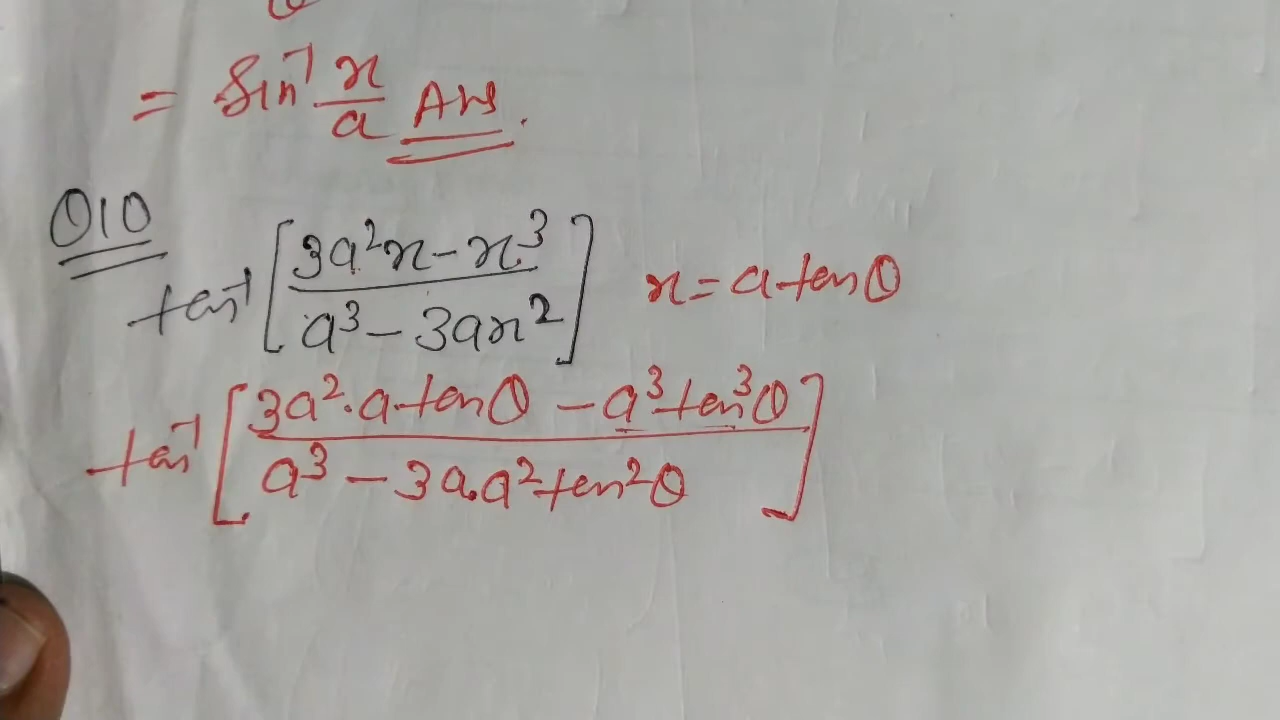 = Sin⁻¹ x/a Ans.
Q10
tan⁻¹ [(3a²x - x³)/(a³ - 3ax²)] x = a tanθ
tan⁻¹ [(3a²·a tanθ - a³tan³θ)/(a³ - 3a·a²tan²θ)]